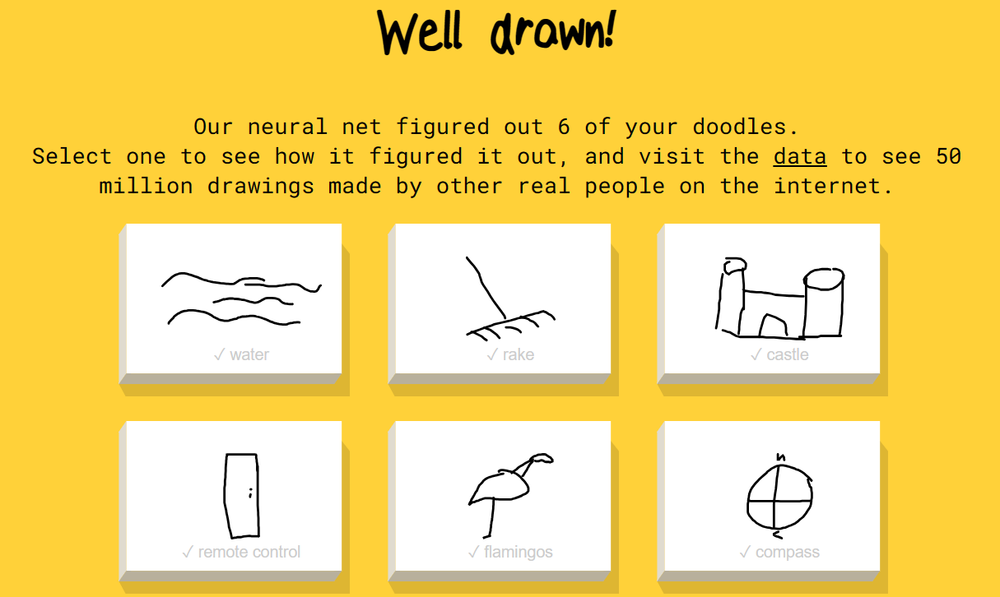 Well drawn!
Our neural net figured out 6 of your doodles.
Select one to see how it figured it out, and visit the data to see 50
million drawings made by other real people on the internet.
✓ water
✓ rake
✓ castle
n
✓ remote control
✓ flamingos
✓ compass